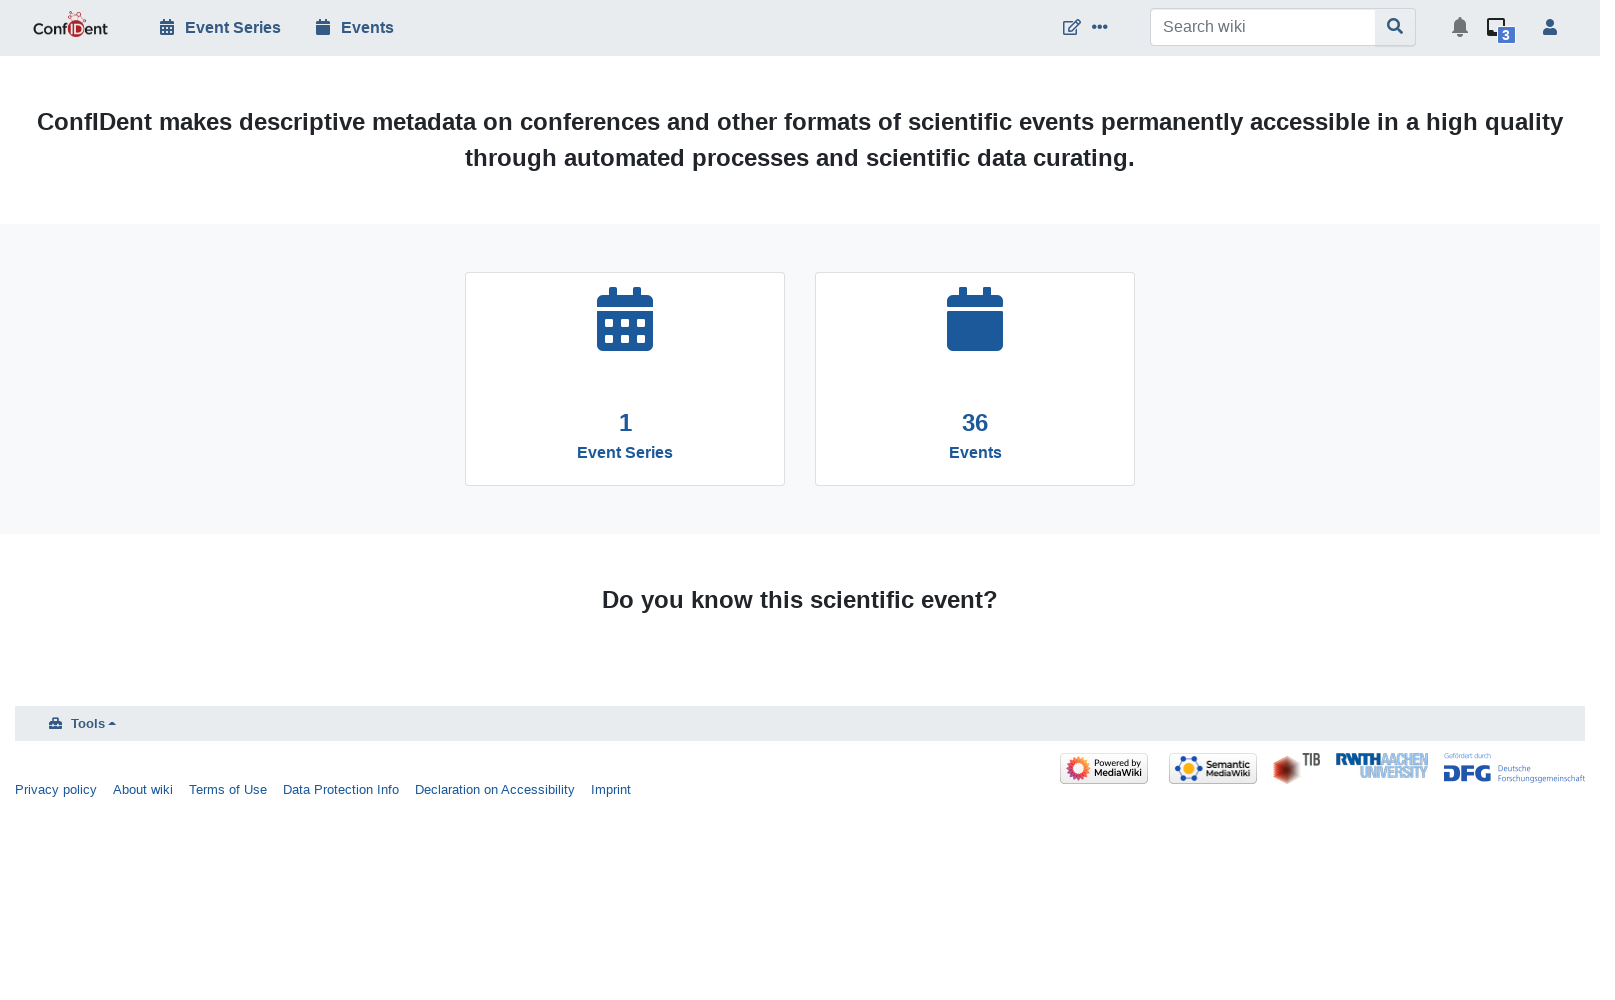 ConfIDent
Event Series
Events
Search wiki
3
ConfIDent makes descriptive metadata on conferences and other formats of scientific events permanently accessible in a high quality
through automated processes and scientific data curating.
1
Event Series
36
Events
Do you know this scientific event?
Tools
Powered by
MediaWiki
Semantic
MediaWiki
TIB
RWTHAACHEN
UNIVERSITY
Gefördert durch
DFG
Deutsche
Forschungsgemeinschaft
Privacy policy
About wiki
Terms of Use
Data Protection Info
Declaration on Accessibility
Imprint